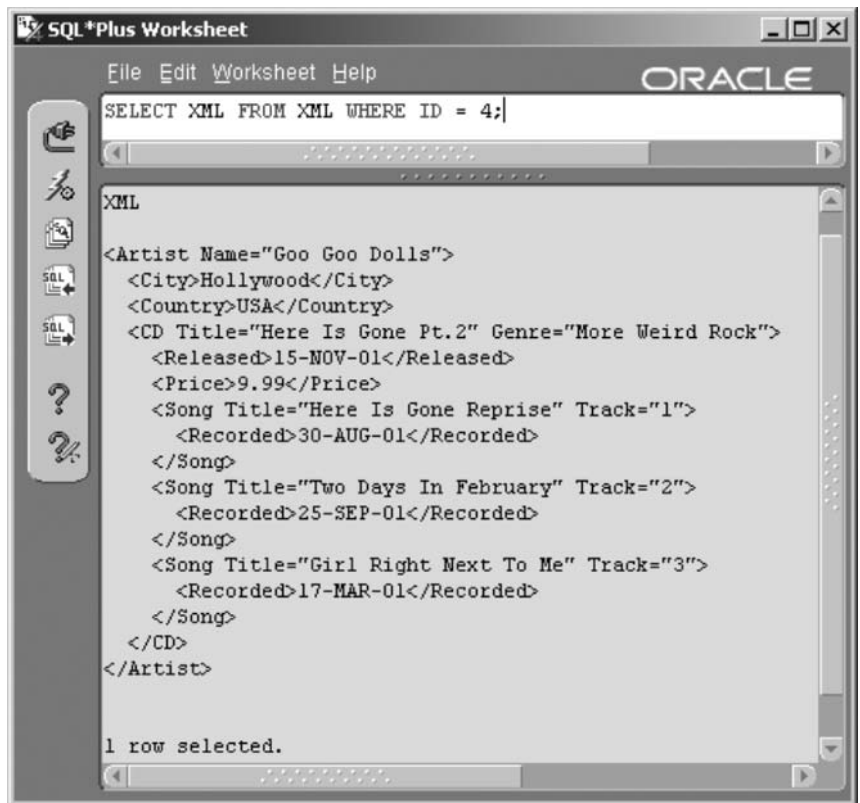 SQL*Plus Worksheet
File Edit Worksheet Help
ORACLE
SELECT XML FROM XML WHERE ID = 4;
XML
<Artist Name="Goo Goo Dolls">
  <City>Hollywood</City>
  <Country>USA</Country>
  <CD Title="Here Is Gone Pt.2" Genre="More Weird Rock">
    <Released>15-NOV-01</Released>
    <Price>9.99</Price>
    <Song Title="Here Is Gone Reprise" Track="1">
      <Recorded>30-AUG-01</Recorded>
    </Song>
    <Song Title="Two Days In February" Track="2">
      <Recorded>25-SEP-01</Recorded>
    </Song>
    <Song Title="Girl Right Next To Me" Track="3">
      <Recorded>17-MAR-01</Recorded>
    </Song>
  </CD>
</Artist>
1 row selected.
SQL
SQL